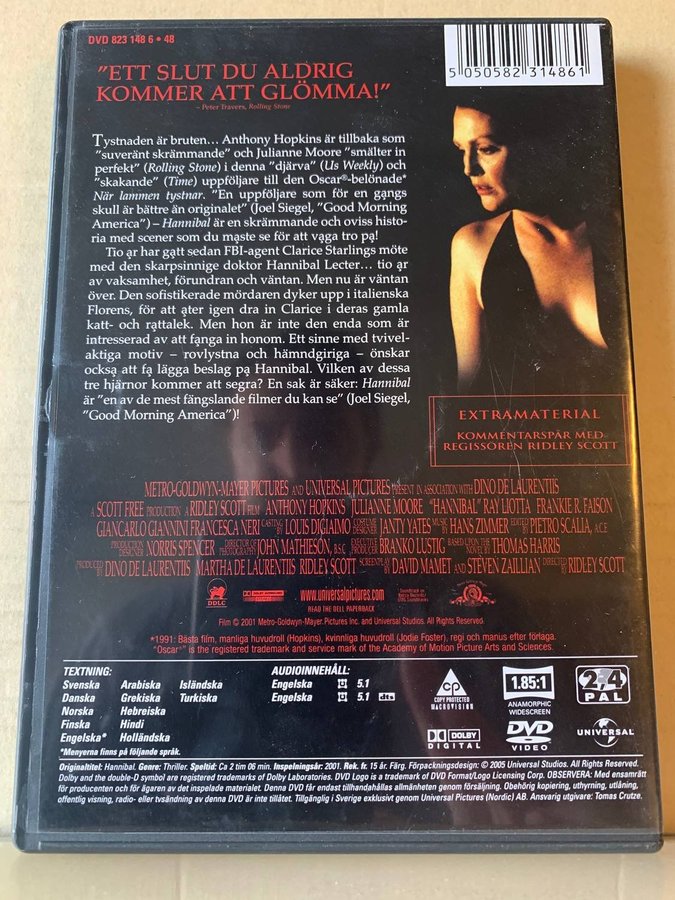 DVD 823 148 6 • 48
5 050582 314861
"ETT SLUT DU ALDRIG
KOMMER ATT GLÖMMA!"
– Peter Travers, Rolling Stone
Tystnaden är bruten... Anthony Hopkins är tillbaka som
"suveränt skrämmande" och Julianne Moore "smälter in
perfekt" (Rolling Stone) i denna "djärva" (Us Weekly) och
"skakande" (Time) uppföljare till den Oscar®-belönade*
När lammen tystnar. "En uppföljare som för en gångs
skull är bättre än originalet" (Joel Siegel, "Good Morning
America") – Hannibal är en skrämmande och oviss histo-
ria med scener som du måste se för att våga tro på!
Tio år har gått sedan FBI-agent Clarice Starlings möte
med den skarpsinnige doktor Hannibal Lecter... tio år
av vaksamhet, förundran och väntan. Men nu är väntan
över. Den sofistikerade mördaren dyker upp i italienska
Florens, för att åter igen dra in Clarice i deras gamla
katt- och råttalek. Men hon är inte den enda som är
intresserad av att fånga in honom. Ett sinne med tvivel-
aktiga motiv – rovlystna och hämndgiriga – önskar
också att få lägga beslag på Hannibal. Vilken av dessa
tre hjärnor kommer att segra? En sak är säker: Hannibal
är "en av de mest fängslande filmer du kan se" (Joel Siegel,
"Good Morning America")!
EXTRAMATERIAL
KOMMENTARSPÅR MED
REGISSÖREN RIDLEY SCOTT
METRO-GOLDWYN-MAYER PICTURES AND UNIVERSAL PICTURES PRESENT IN ASSOCIATION WITH DINO DE LAURENTIIS
A SCOTT FREE PRODUCTION A RIDLEY SCOTT FILM ANTHONY HOPKINS JULIANNE MOORE "HANNIBAL" RAY LIOTTA FRANKIE R. FAISON
GIANCARLO GIANNINI FRANCESCA NERI CASTING BY LOUIS DIGIAIMO COSTUME DESIGNER JANTY YATES MUSIC BY HANS ZIMMER EDITED BY PIETRO SCALIA, A.C.E
PRODUCTION DESIGNER NORRIS SPENCER DIRECTOR OF PHOTOGRAPHY JOHN MATHIESON, B.S.C EXECUTIVE PRODUCER BRANKO LUSTIG BASED UPON THE NOVEL BY THOMAS HARRIS
PRODUCED BY DINO DE LAURENTIIS MARTHA DE LAURENTIIS RIDLEY SCOTT SCREENPLAY BY DAVID MAMET AND STEVEN ZAILLIAN DIRECTED BY RIDLEY SCOTT
DDLC
www.universalpictures.com
READ THE DELL PAPERBACK
Film © 2001 Metro-Goldwyn-Mayer Pictures Inc. and Universal Studios. All Rights Reserved.
*1991: Bästa film, manliga huvudroll (Hopkins), kvinnliga huvudroll (Jodie Foster), regi och manus efter förlaga.
"Oscar" is the registered trademark and service mark of the Academy of Motion Picture Arts and Sciences.
TEXTNING:
Svenska Arabiska Isländska
Danska Grekiska Turkiska
Norska Hebreiska
Finska Hindi
Engelska* Holländska
*Menyerna finns på följande språk.
AUDIOINNEHÅLL:
Engelska 5.1
Engelska 5.1 dts
CP
COPY PROTECTED
MACROVISION
1.85:1
ANAMORPHIC
WIDESCREEN
2,4
PAL
DOLBY
DIGITAL
DVD
VIDEO
UNIVERSAL
Originaltitel: Hannibal. Genre: Thriller. Speltid: Ca 2 tim 06 min. Inspelningsår: 2001. Rek. fr. 15 år. Färg. Förpackningsdesign: © 2005 Universal Studios. All Rights Reserved.
Dolby and the double-D symbol are registered trademarks of Dolby Laboratories. DVD Logo is a trademark of DVD Format/Logo Licensing Corp. OBSERVERA: Med ensamrätt
för producenten och för ägaren av det inspelade materialet. Denna DVD får endast tillhandahållas allmänheten genom försäljning. Obehörig kopiering, uthyrning, utlåning,
offentlig visning, radio- eller tvsändning av denna DVD är inte tillåtet. Tillgänglig i Sverige exklusivt genom Universal Pictures (Nordic) AB. Ansvarig utgivare: Tomas Crutze.